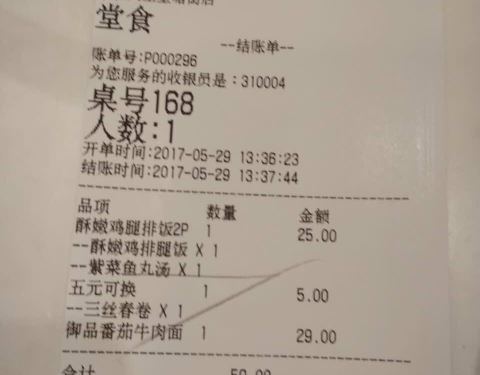 堂食
--结账单--
账单号:P000296
为您服务的收银员是：310004
桌号168
人数:1
开单时间:2017-05-29 13:36:23
结账时间:2017-05-29 13:37:44
品项 数量 金额
酥嫩鸡腿排饭2P 1 25.00
--酥嫩鸡排腿饭 X 1
--紫菜鱼丸汤 X 1
五元可换 1 5.00
--三丝春卷 X 1
御品番茄牛肉面 1 29.00
合计 59.00